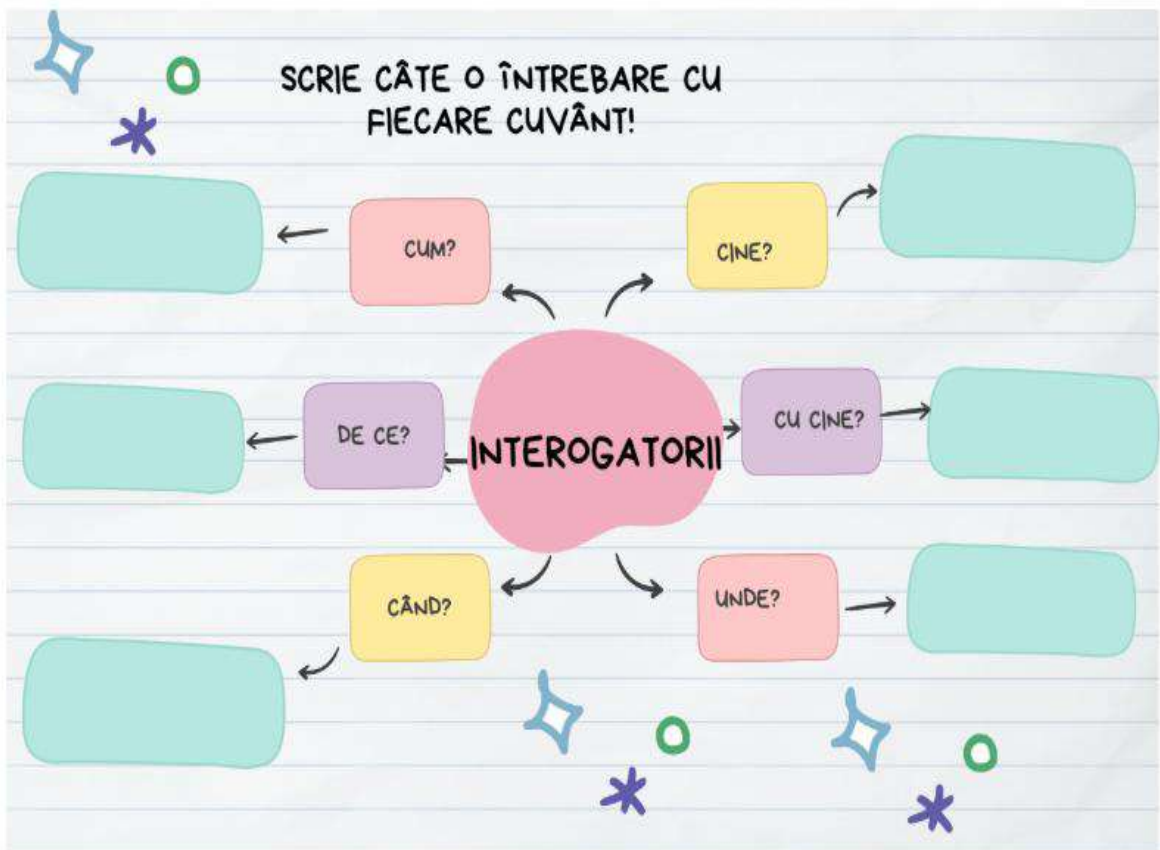 SCRIE CÂTE O ÎNTREBARE CU
FIECARE CUVÂNT!
CUM?
CINE?
DE CE?
INTEROGATORII
CU CINE?
CÂND?
UNDE?